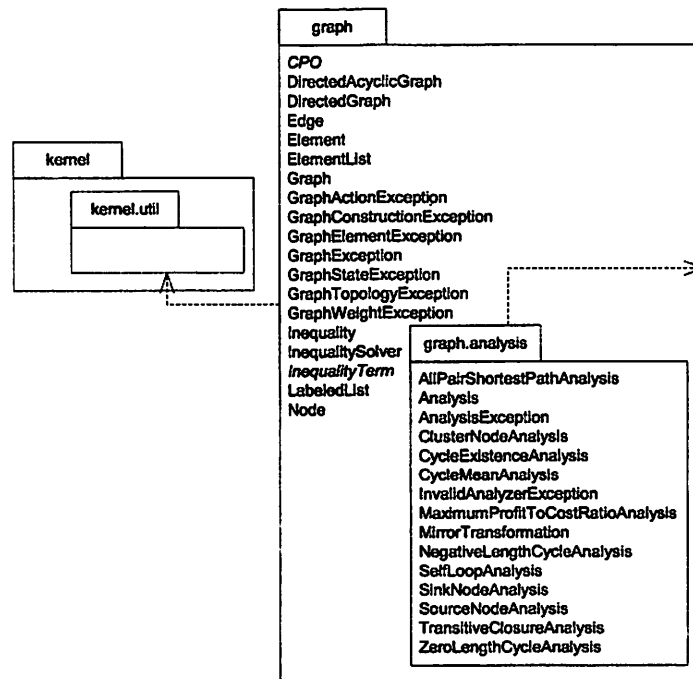 graph
CPO
DirectedAcyclicGraph
DirectedGraph
Edge
Element
ElementList
Graph
GraphActionException
GraphConstructionException
GraphElementException
GraphException
GraphStateException
GraphTopologyException
GraphWeightException
Inequality
InequalitySolver
InequalityTerm
LabeledList
Node
kernel
kernel.util
graph.analysis
AllPairShortestPathAnalysis
Analysis
AnalysisException
ClusterNodeAnalysis
CycleExistenceAnalysis
CycleMeanAnalysis
InvalidAnalyzerException
MaximumProfitToCostRatioAnalysis
MirrorTransformation
NegativeLengthCycleAnalysis
SelfLoopAnalysis
SinkNodeAnalysis
SourceNodeAnalysis
TransitiveClosureAnalysis
ZeroLengthCycleAnalysis